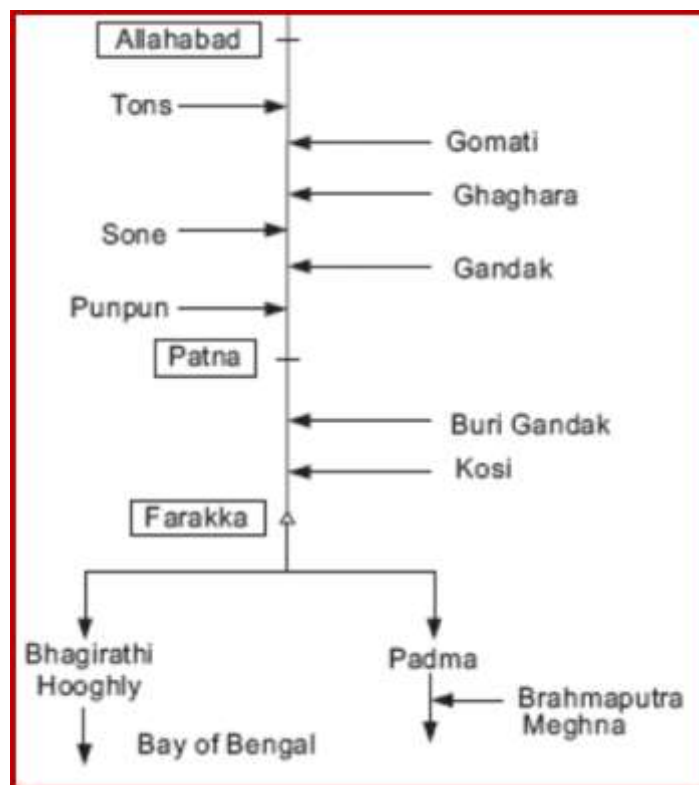 Allahabad
Tons
Gomati
Ghaghara
Sone
Gandak
Punpun
Patna
Buri Gandak
Kosi
Farakka
Bhagirathi
Hooghly
Padma
Brahmaputra
Meghna
Bay of Bengal